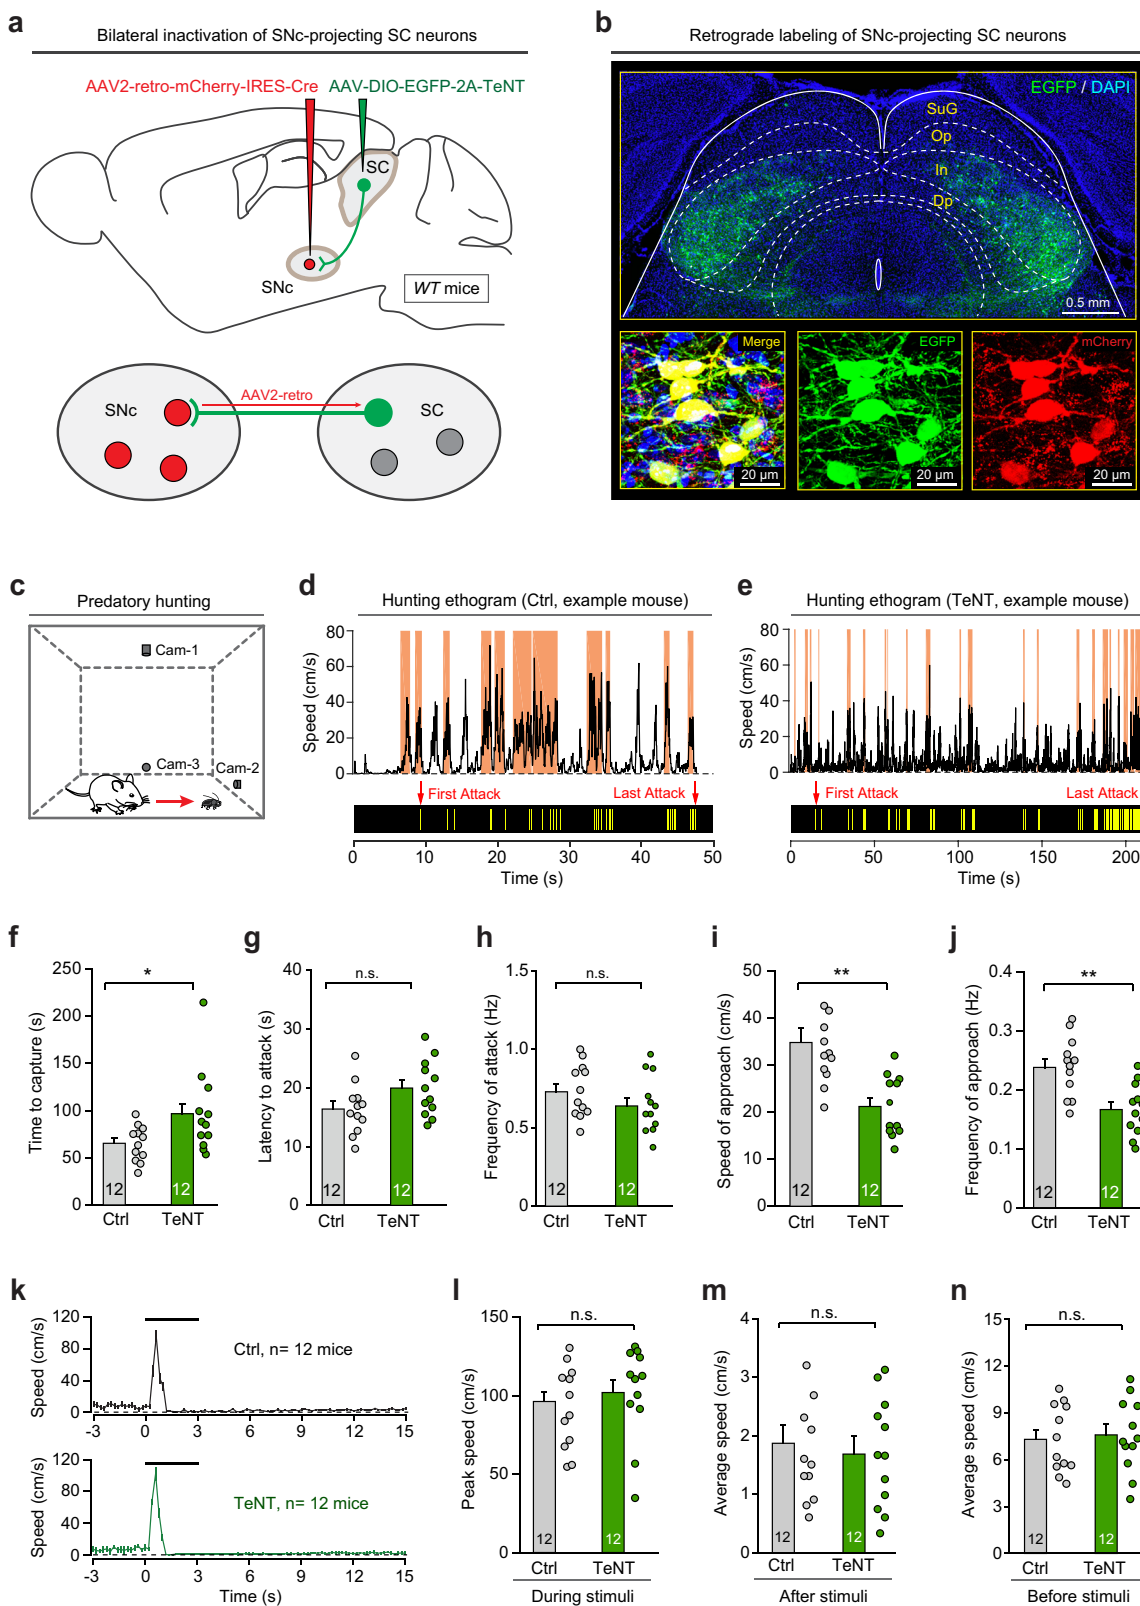 a
Bilateral inactivation of SNc-projecting SC neurons
AAV2-retro-mCherry-IRES-Cre AAV-DIO-EGFP-2A-TeNT
SC
SNc
WT mice
SNc
AAV2-retro
SC
b
Retrograde labeling of SNc-projecting SC neurons
EGFP / DAPI
SuG
Op
In
Dp
0.5 mm
Merge
20 µm
EGFP
20 µm
mCherry
20 µm
c
Predatory hunting
Cam-1
Cam-3
Cam-2
d
Hunting ethogram (Ctrl, example mouse)
Speed (cm/s)
80
60
40
20
0
First Attack
Last Attack
0 10 20 30 40 50
Time (s)
e
Hunting ethogram (TeNT, example mouse)
Speed (cm/s)
80
60
40
20
0
First Attack
Last Attack
0 50 100 150 200
Time (s)
f
Time to capture (s)
250
200
150
100
50
0
*
12
12
Ctrl TeNT
g
Latency to attack (s)
40
30
20
10
0
n.s.
12
12
Ctrl TeNT
h
Frequency of attack (Hz)
1.5
1.0
0.5
0
n.s.
12
12
Ctrl TeNT
i
Speed of approach (cm/s)
50
40
30
20
10
0
**
12
12
Ctrl TeNT
j
Frequency of approach (Hz)
0.4
0.3
0.2
0.1
0
**
12
12
Ctrl TeNT
k
Speed (cm/s)
120
80
40
0
Ctrl, n= 12 mice
-3 0 3 6 9 12 15
Speed (cm/s)
120
80
40
0
TeNT, n= 12 mice
-3 0 3 6 9 12 15
Time (s)
l
Peak speed (cm/s)
150
100
50
0
n.s.
12
12
Ctrl TeNT
During stimuli
m
Average speed (cm/s)
4
3
2
1
0
n.s.
12
12
Ctrl TeNT
After stimuli
n
Average speed (cm/s)
15
12
9
6
3
0
n.s.
12
12
Ctrl TeNT
Before stimuli